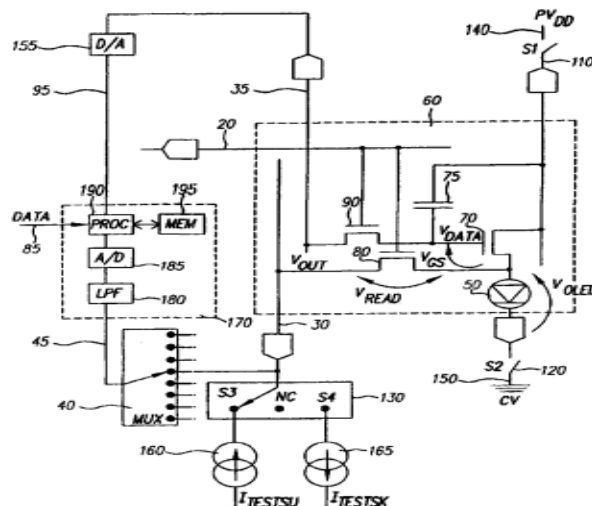 PVDD
140
S1
110
155
D/A
95
35
60
20
75
190
195
90
DATA
PROC
MEM
85
70
VDATA
80
A/D
185
VOUT
VGS
50
VOLED
LPF
180
VREAD
170
30
45
S2
120
150
CV
S3
NC
S4
130
40
MUX
160
165
ITESTSU
ITESTSK